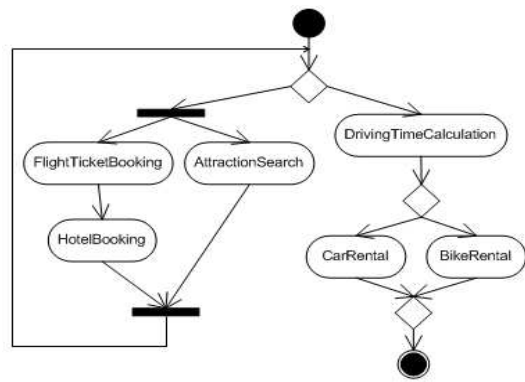 DrivingTimeCalculation
FlightTicketBooking
AttractionSearch
HotelBooking
CarRental
BikeRental